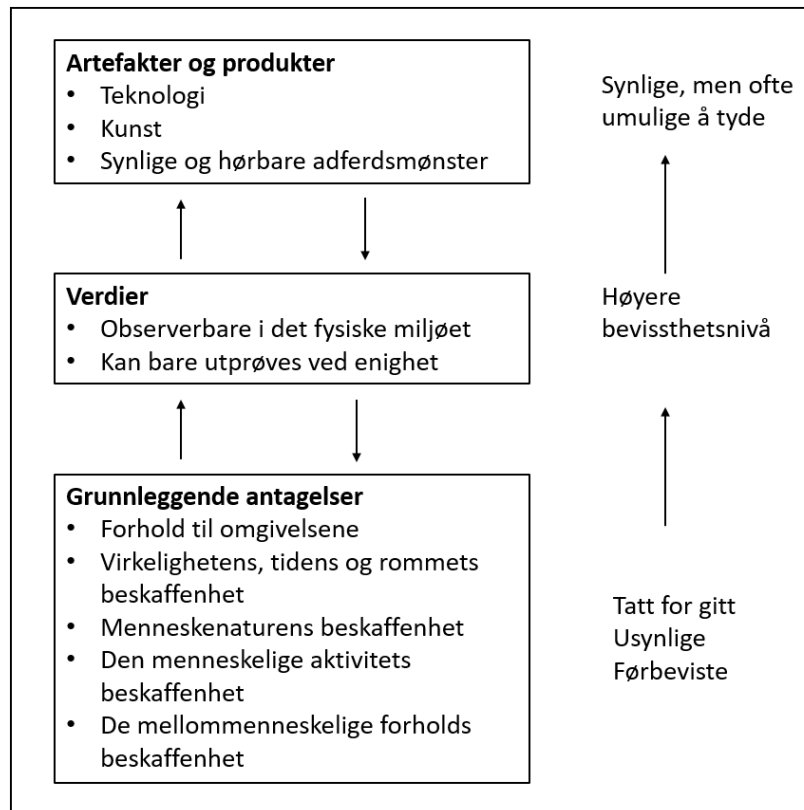 Artefakter og produkter
• Teknologi
• Kunst
• Synlige og hørbare adferdsmønster
Synlige, men ofte
umulige å tyde
Verdier
• Observerbare i det fysiske miljøet
• Kan bare utprøves ved enighet
Høyere
bevissthetsnivå
Grunnleggende antagelser
• Forhold til omgivelsene
• Virkelighetens, tidens og rommets
beskaffenhet
• Menneskenaturens beskaffenhet
• Den menneskelige aktivitets
beskaffenhet
• De mellommenneskelige forholds
beskaffenhet
Tatt for gitt
Usynlige
Førbeviste